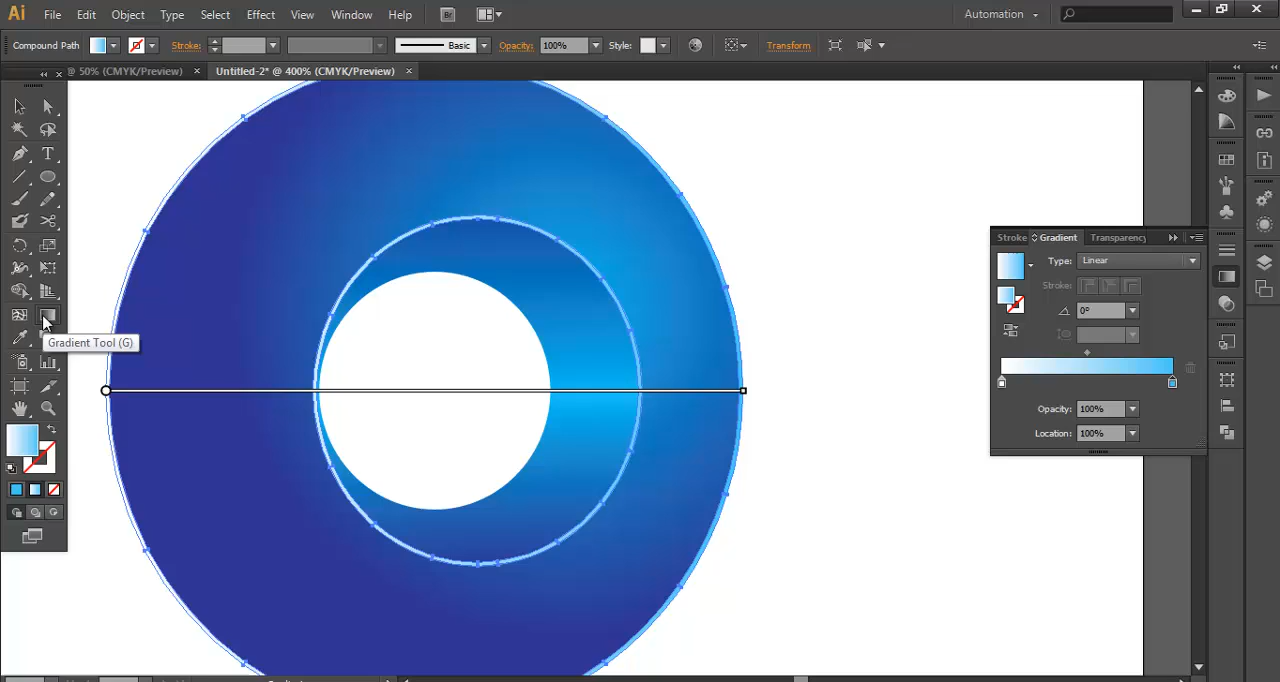 Ai File Edit Object Type Select Effect View Window Help Br Automation
Compound Path Stroke: Basic Opacity: 100% Style: Transform
@ 50% (CMYK/Preview) × Untitled-2* @ 400% (CMYK/Preview) ×
T
Gradient Tool (G)
Stroke Gradient Transparency
Type: Linear
Stroke:
0°
Opacity: 100%
Location: 100%